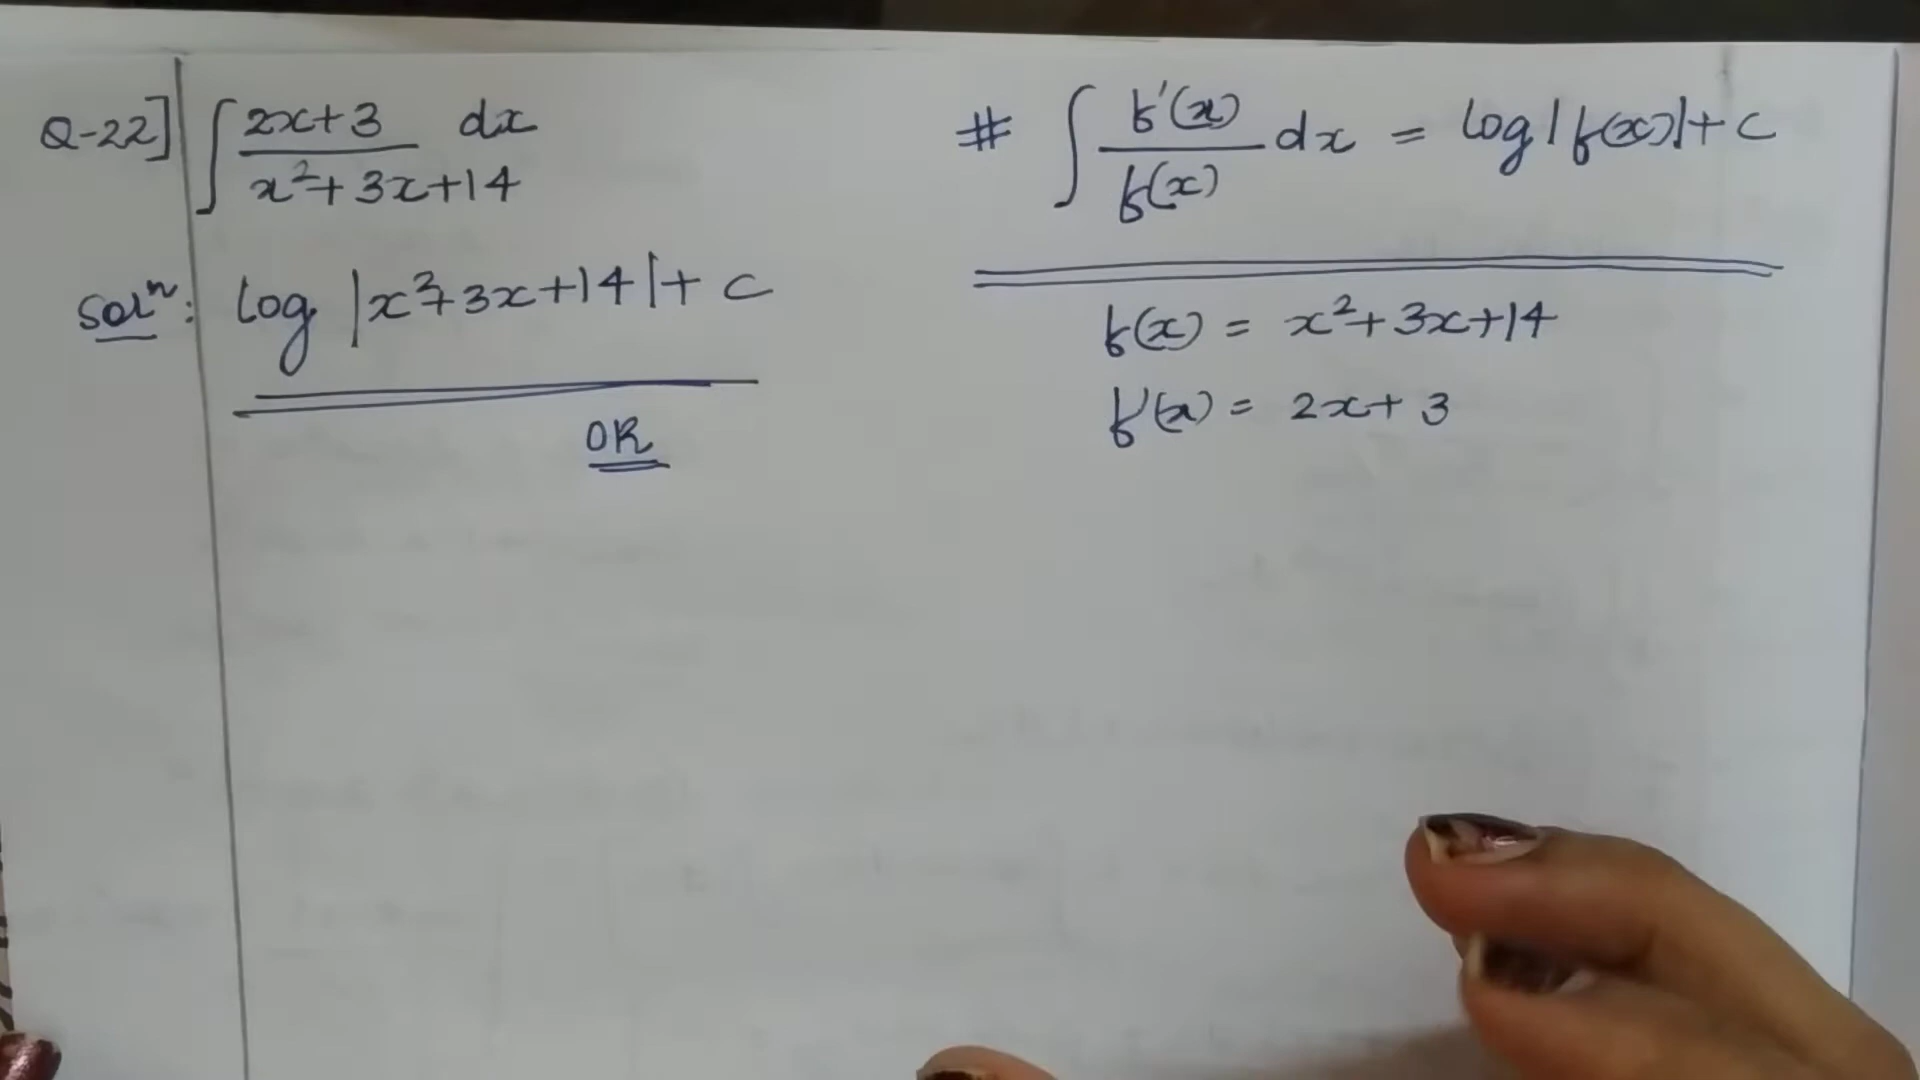 Q-22] ∫ (2x+3)/(x²+3x+14) dx
Solⁿ: log |x²+3x+14| + c
OR
# ∫ f'(x)/f(x) dx = log|f(x)|+c
f(x) = x²+3x+14
f'(x) = 2x+3